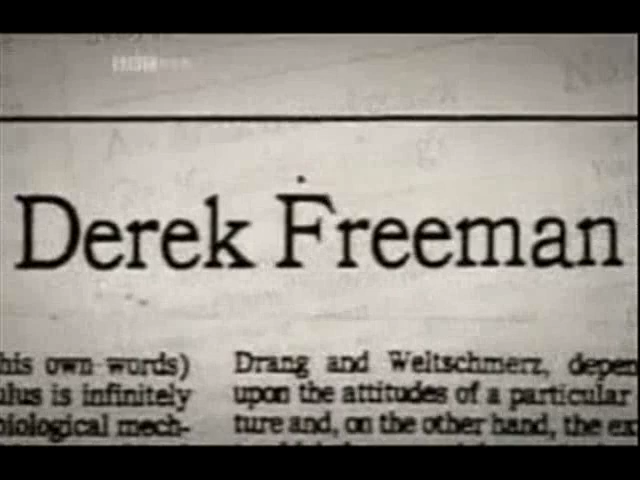 BBC
Derek Freeman
his own words)
ulus is infinitely
biological mech-
Drang and Weltschmerz, depen
upon the attitudes of a particular
ture and, on the other hand, the ex